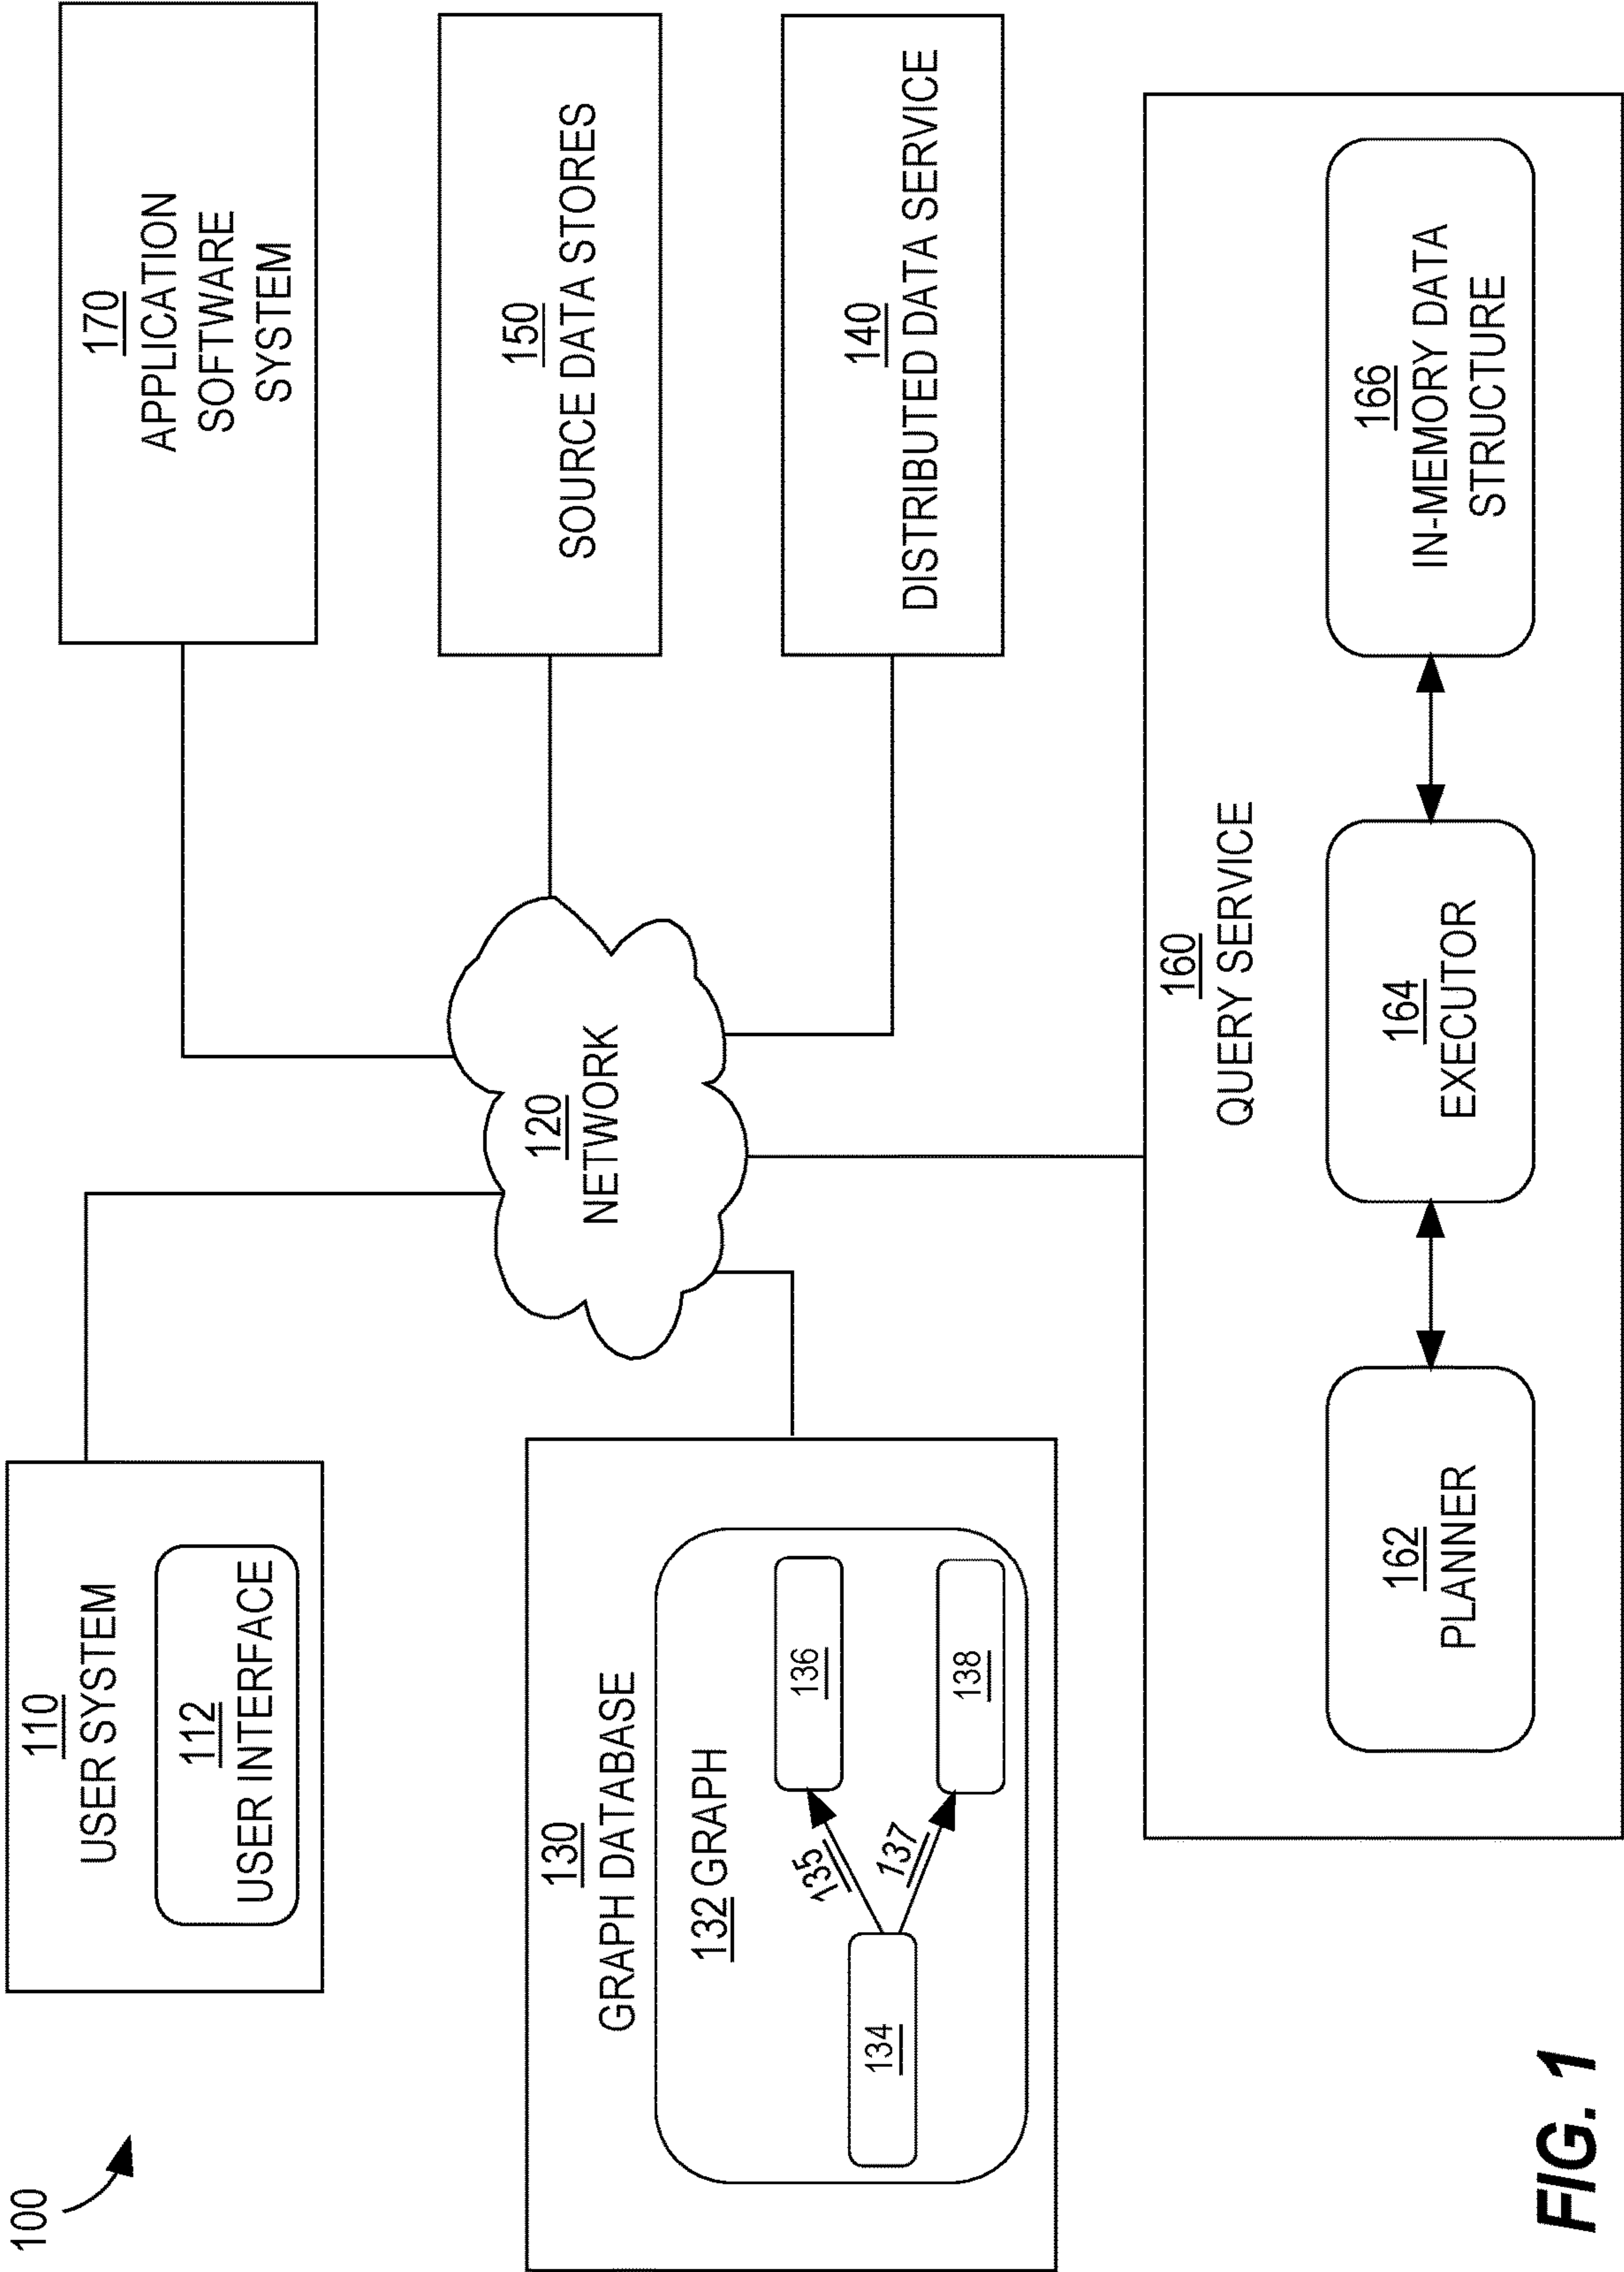 100
110
USER SYSTEM
112
USER INTERFACE
120
NETWORK
170
APPLICATION
SOFTWARE
SYSTEM
150
SOURCE DATA STORES
140
DISTRIBUTED DATA SERVICE
130
GRAPH DATABASE
132 GRAPH
134
135
136
137
138
160
QUERY SERVICE
162
PLANNER
164
EXECUTOR
166
IN-MEMORY DATA
STRUCTURE
FIG. 1